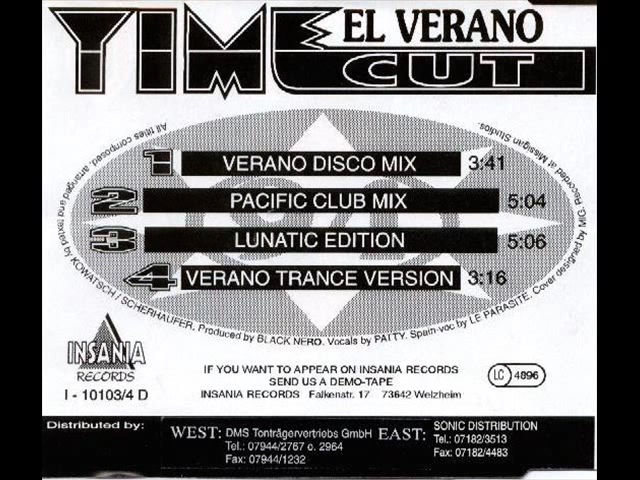 TIME CUT
EL VERANO
1 VERANO DISCO MIX 3:41
2 PACIFIC CLUB MIX 5:04
3 LUNATIC EDITION 5:06
4 VERANO TRANCE VERSION 3:16
All titles composed, arranged and texted by KOWATSCH / SCHERHAUFER. Produced by BLACK NERO. Vocals by PATTY. Spain-voc by LE PARASITE. Cover designed by MIG. Recorded at Missigan Studios.
INSANIA
RECORDS
I - 10103/4 D
IF YOU WANT TO APPEAR ON INSANIA RECORDS
SEND US A DEMO-TAPE
INSANIA RECORDS Falkenstr. 17 73642 Welzheim
LC 4896
Distributed by:
WEST: DMS Tonträgervertriebs GmbH
Tel.: 07944/2767 o. 2964
Fax: 07944/1232
EAST: SONIC DISTRIBUTION
Tel.: 07182/3513
Fax: 07182/4483